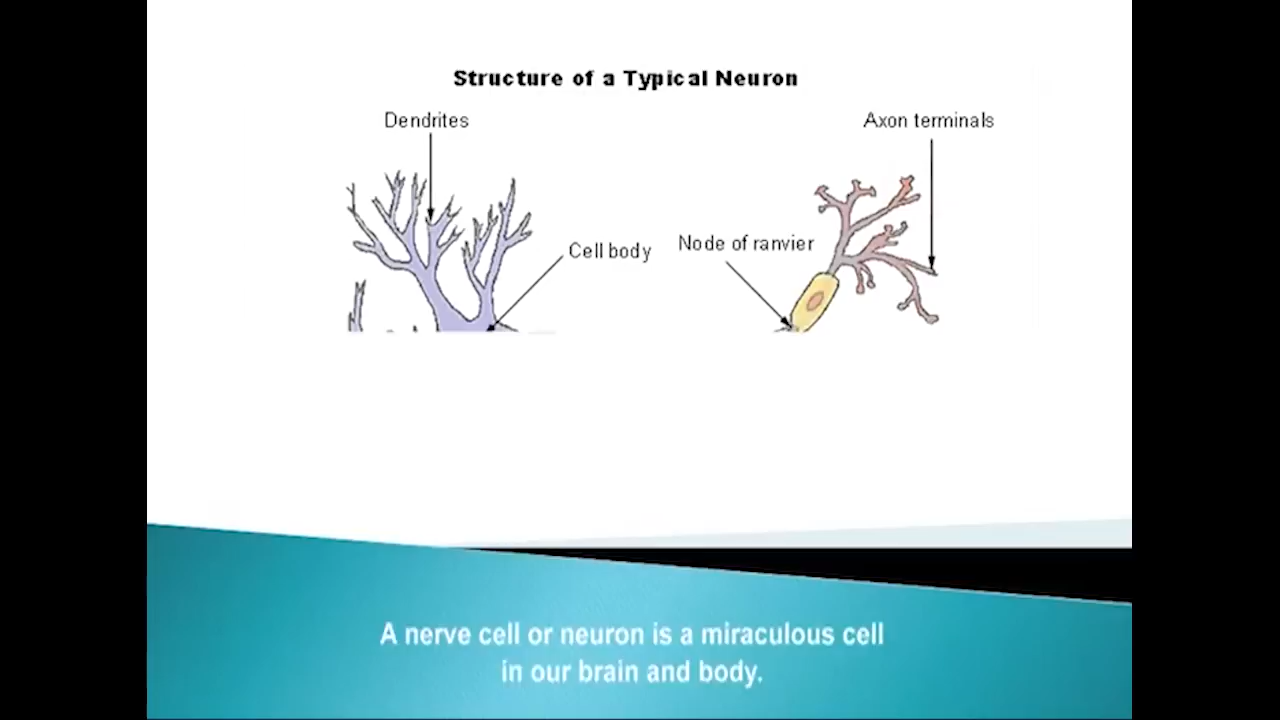 Structure of a Typical Neuron
Dendrites
Axon terminals
Cell body
Node of ranvier
A nerve cell or neuron is a miraculous cell
in our brain and body.